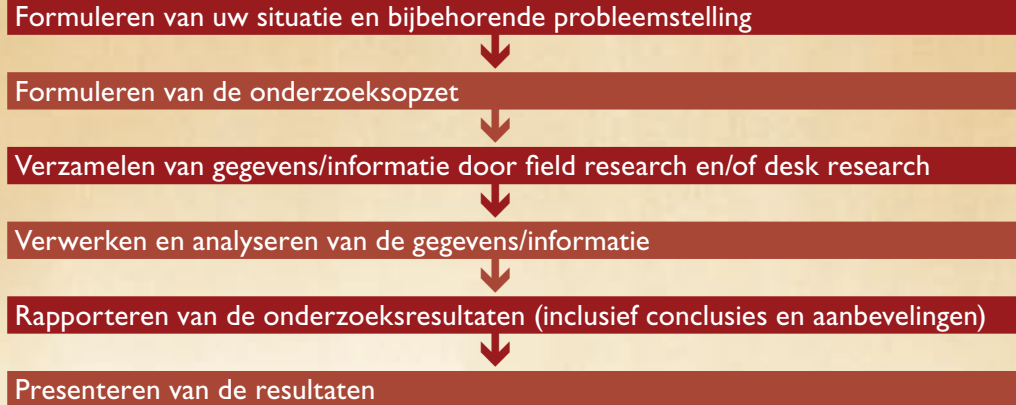 Formuleren van uw situatie en bijbehorende probleemstelling
Formuleren van de onderzoeksopzet
Verzamelen van gegevens/informatie door field research en/of desk research
Verwerken en analyseren van de gegevens/informatie
Rapporteren van de onderzoeksresultaten (inclusief conclusies en aanbevelingen)
Presenteren van de resultaten